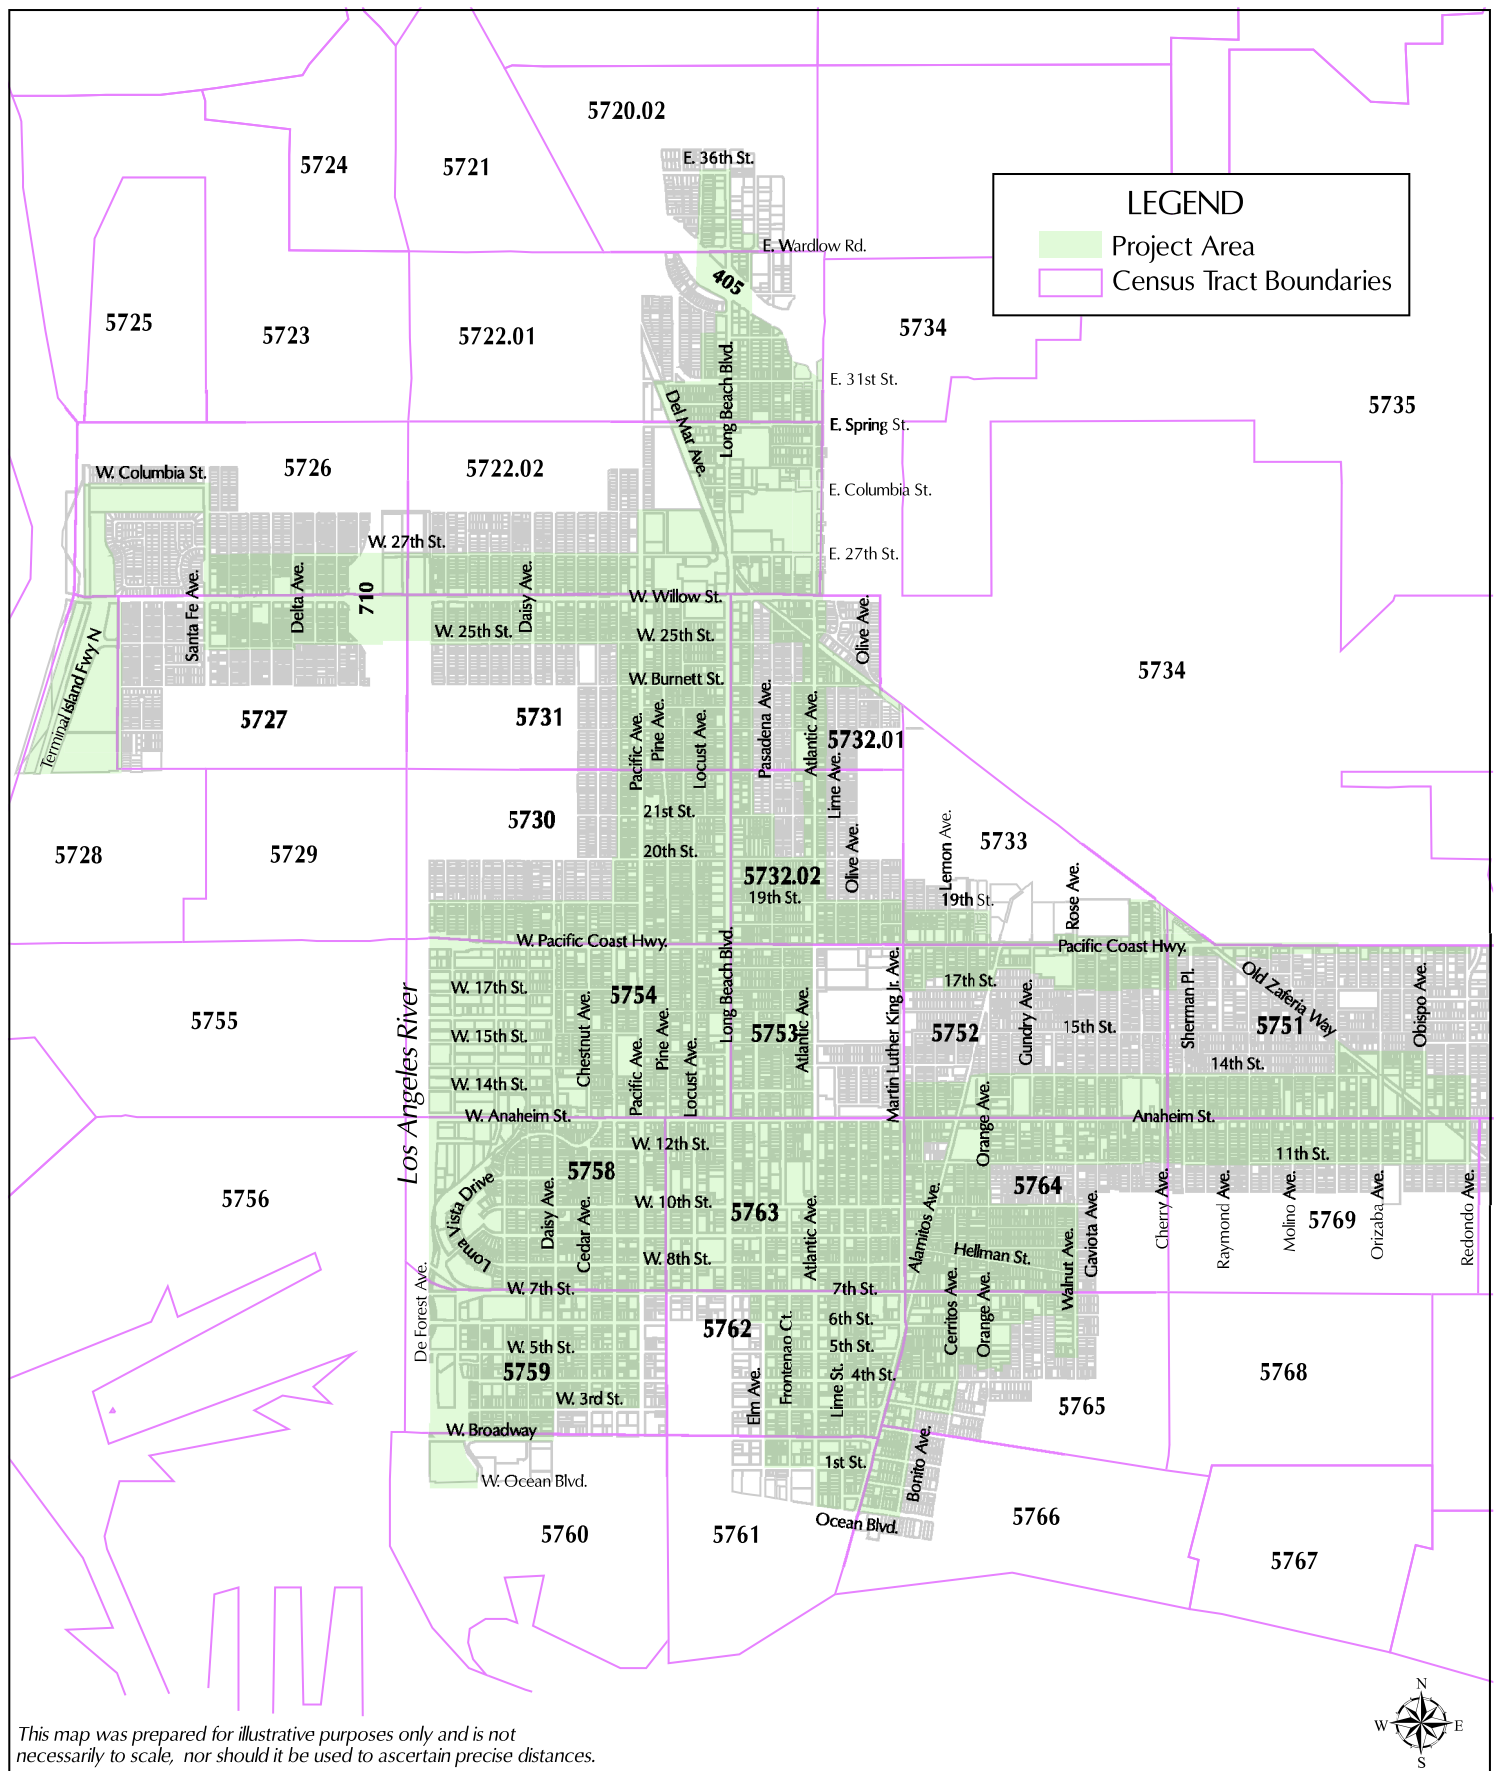 5720.02
E. 36th St.
5724
5721
LEGEND
Project Area
Census Tract Boundaries
E. Wardlow Rd.
405
5725
5723
5722.01
5734
Long Beach Blvd.
E. 31st St.
Del Mar Ave.
5735
E. Spring St.
W. Columbia St.
5726
5722.02
E. Columbia St.
W. 27th St.
E. 27th St.
Santa Fe Ave.
Delta Ave.
710
Daisy Ave.
W. Willow St.
Olive Ave.
W. 25th St.
W. 25th St.
Terminal Island Fwy N
W. Burnett St.
5734
5727
5731
Pacific Ave.
Pine Ave.
Locust Ave.
Pasadena Ave.
Atlantic Ave.
5732.01
Lime Ave.
21st St.
5730
5728
5729
20th St.
Olive Ave.
Lemon Ave.
5733
5732.02
19th St.
19th St.
Rose Ave.
W. Pacific Coast Hwy.
Pacific Coast Hwy.
Long Beach Blvd.
Martin Luther King Jr. Ave.
W. 17th St.
5754
17th St.
Old Zaferia Way
Sherman Pl.
Obispo Ave.
5755
Los Angeles River
Chestnut Ave.
Pine Ave.
5753
Atlantic Ave.
5752
Gundry Ave.
15th St.
5751
W. 15th St.
14th St.
W. 14th St.
Pacific Ave.
Locust Ave.
W. Anaheim St.
Orange Ave.
Anaheim St.
W. 12th St.
11th St.
5758
5756
Loma Vista Drive
Daisy Ave.
Cedar Ave.
W. 10th St.
5763
Atlantic Ave.
Alamitos Ave.
5764
Cherry Ave.
Raymond Ave.
Molino Ave.
5769
Orizaba Ave.
Redondo Ave.
W. 8th St.
Hellman St.
Walnut Ave.
Gaviota Ave.
De Forest Ave.
W. 7th St.
7th St.
5762
6th St.
Cerritos Ave.
Orange Ave.
W. 5th St.
5th St.
5759
Elm Ave.
Frontenao Ct.
Lime St.
4th St.
5768
W. 3rd St.
5765
W. Broadway
Bonito Ave.
1st St.
W. Ocean Blvd.
Ocean Blvd.
5760
5761
5766
5767
N
W
E
S
This map was prepared for illustrative purposes only and is not
necessarily to scale, nor should it be used to ascertain precise distances.